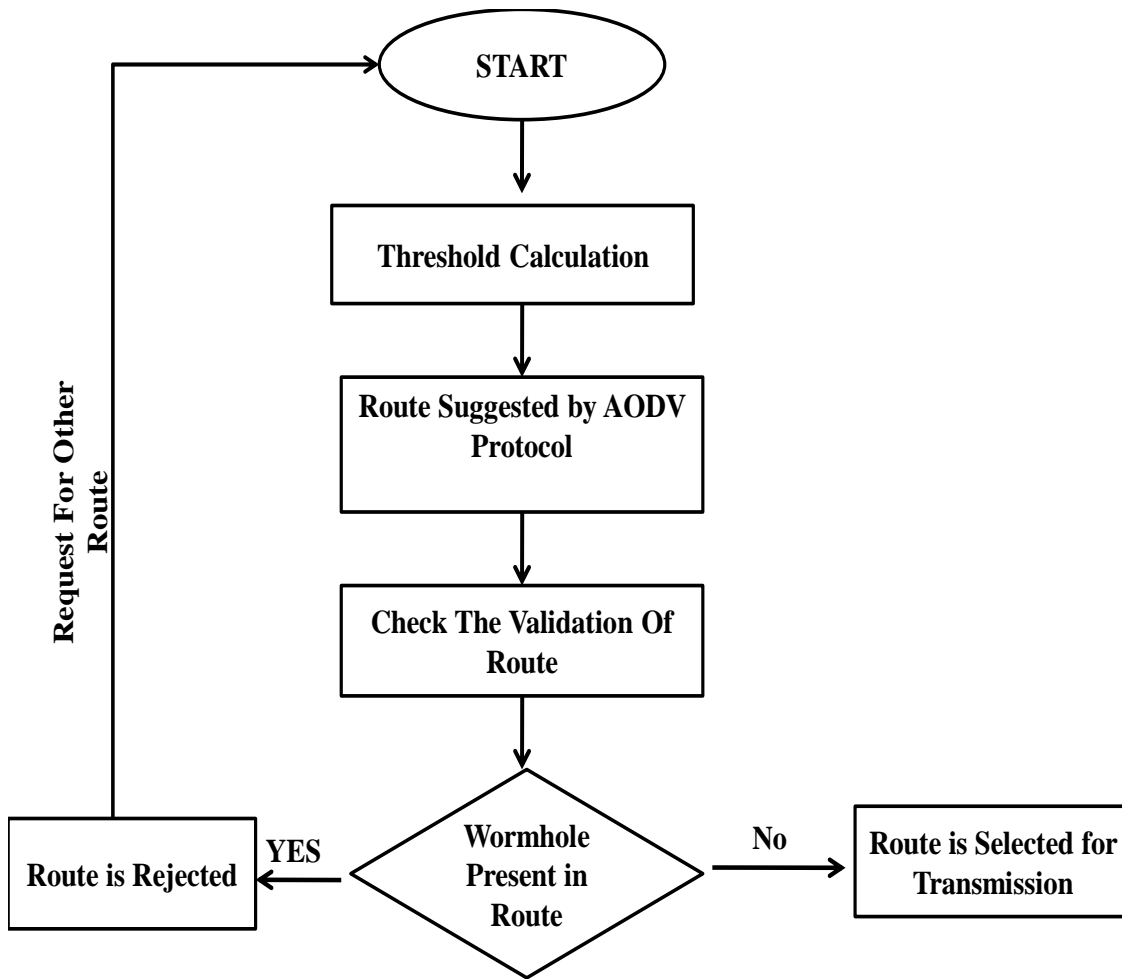 START
Threshold Calculation
Route Suggested by AODV
Protocol
Check The Validation Of
Route
Wormhole
Present in
Route
YES
No
Route is Rejected
Route is Selected for
Transmission
Request For Other
Route